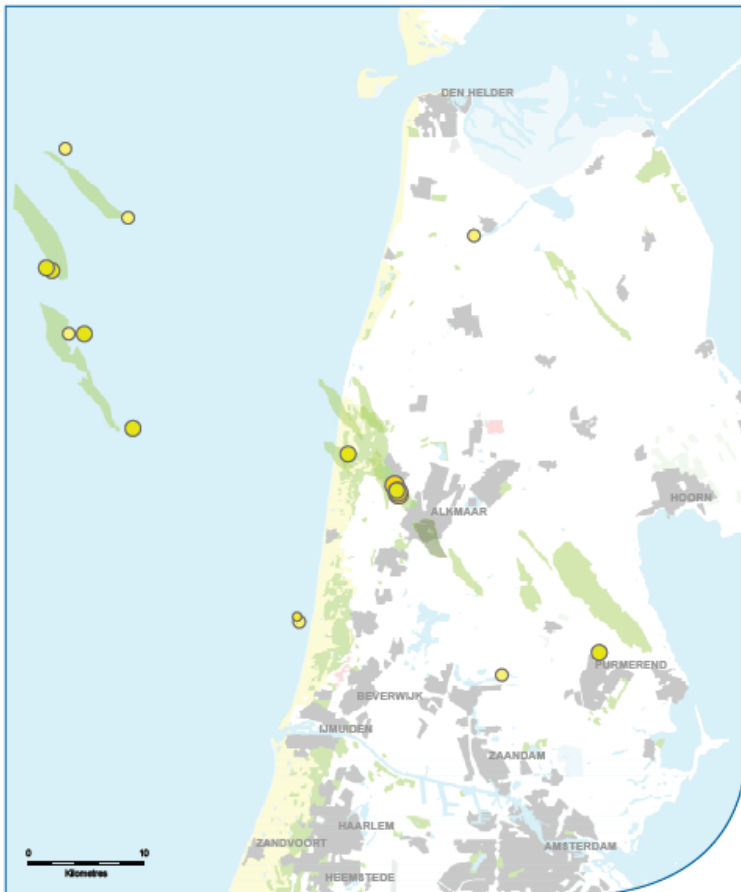 DEN HELDER
HOORN
ALKMAAR
PURMEREND
BEVERWIJK
IJMUIDEN
ZAANDAM
HAARLEM
ZANDVOORT
AMSTERDAM
HEEMSTEDE
0 10
Kilometres